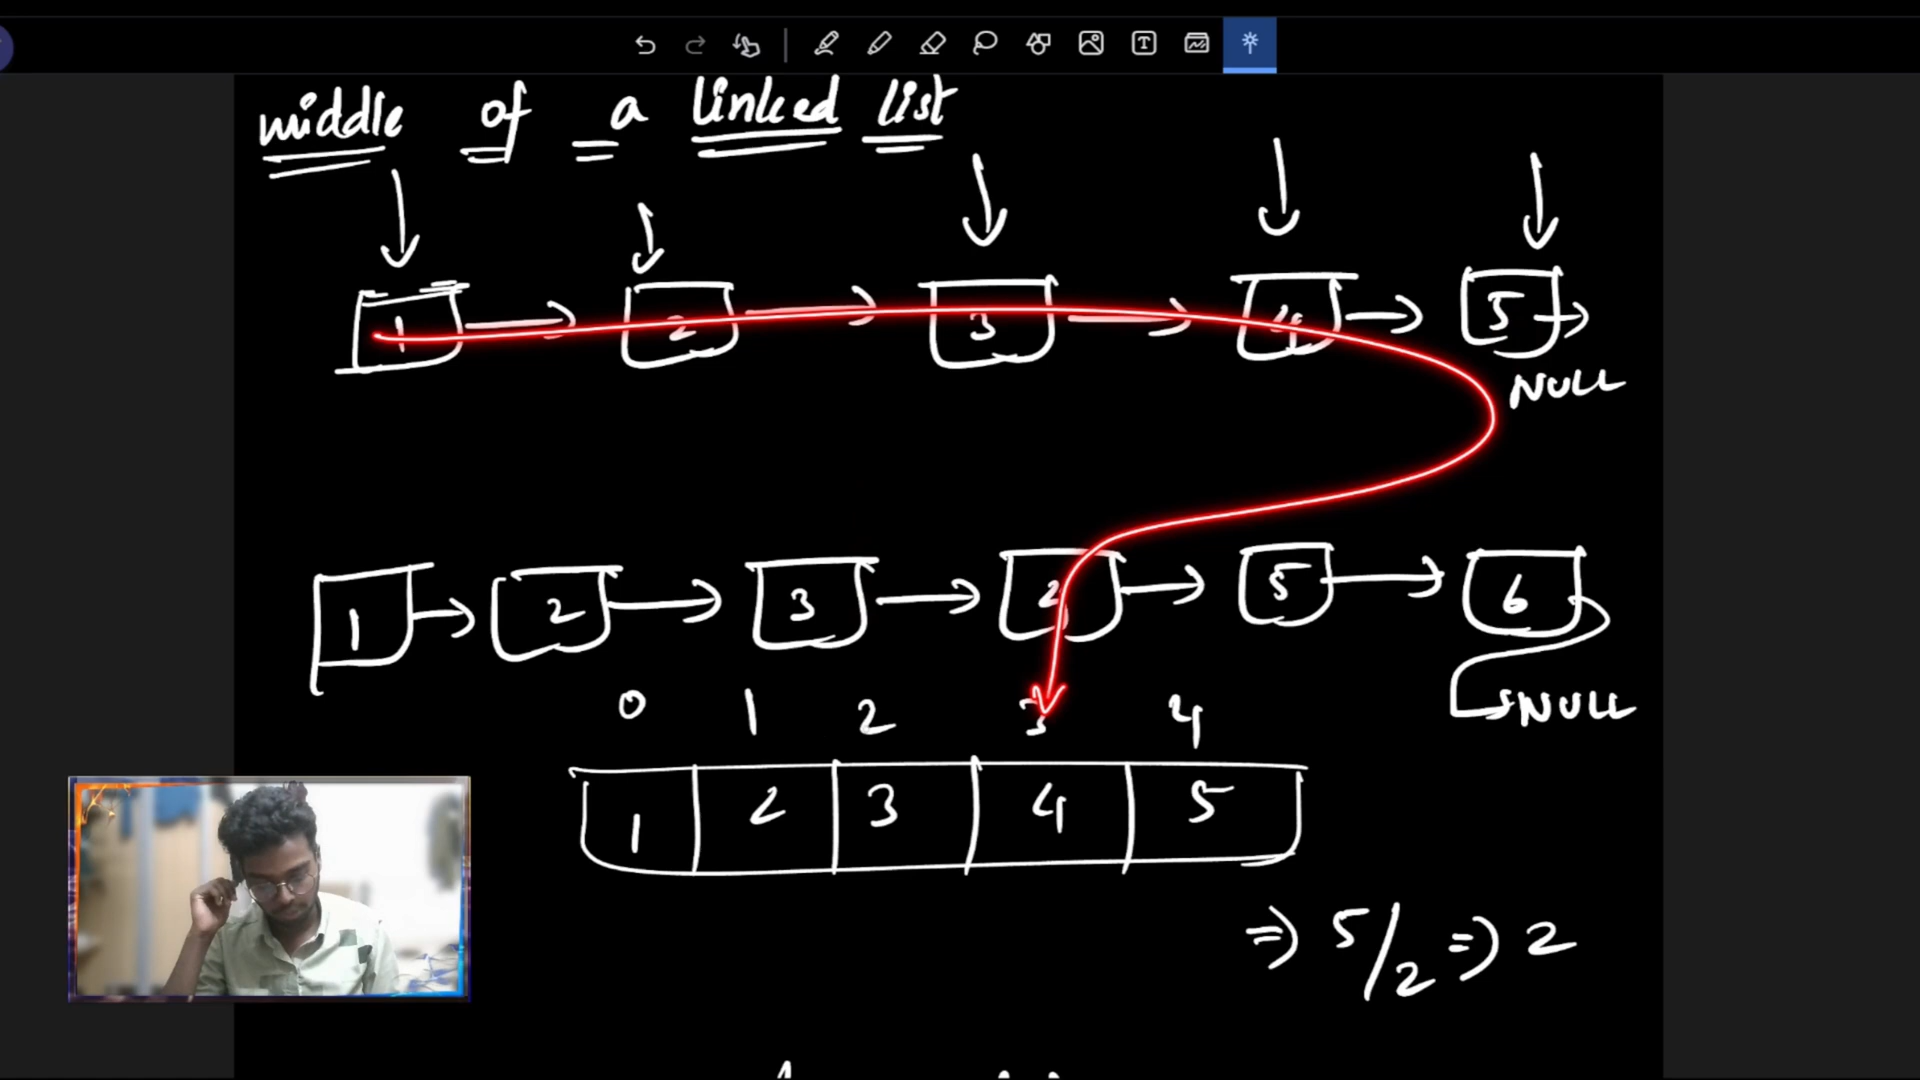 middle of a linked list
1 2 3 4 5
NULL
1 2 3 4 5 6
NULL
0 1 2 3 4
1 2 3 4 5
⇒ 5/2 ⇒ 2